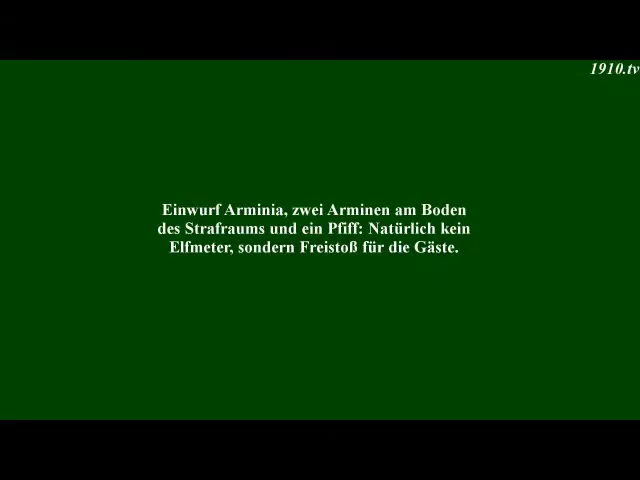 1910.tv
Einwurf Arminia, zwei Arminen am Boden
des Strafraums und ein Pfiff: Natürlich kein
Elfmeter, sondern Freistoß für die Gäste.